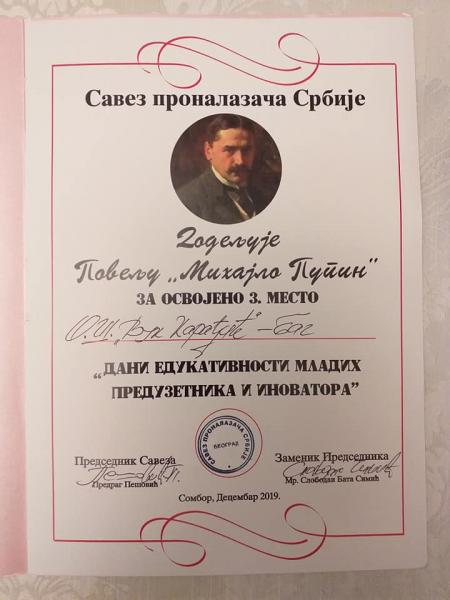 Савез проналазача Србије
Додељује
Повељу „Михајло Пупин"
ЗА ОСВОЈЕНО 3. МЕСТО
О.Ш. „Вук Караџић" - Бач
„ДАНИ ЕДУКАТИВНОСТИ МЛАДИХ
ПРЕДУЗЕТНИКА И ИНОВАТОРА”
САВЕЗ ПРОНАЛАЗАЧА СРБИЈЕ
БЕОГРАД
Председник Савеза
Предраг Пешовић
Заменик Председника
Мр. Слободан Бата Симић
Сомбор, Децембар 2019.